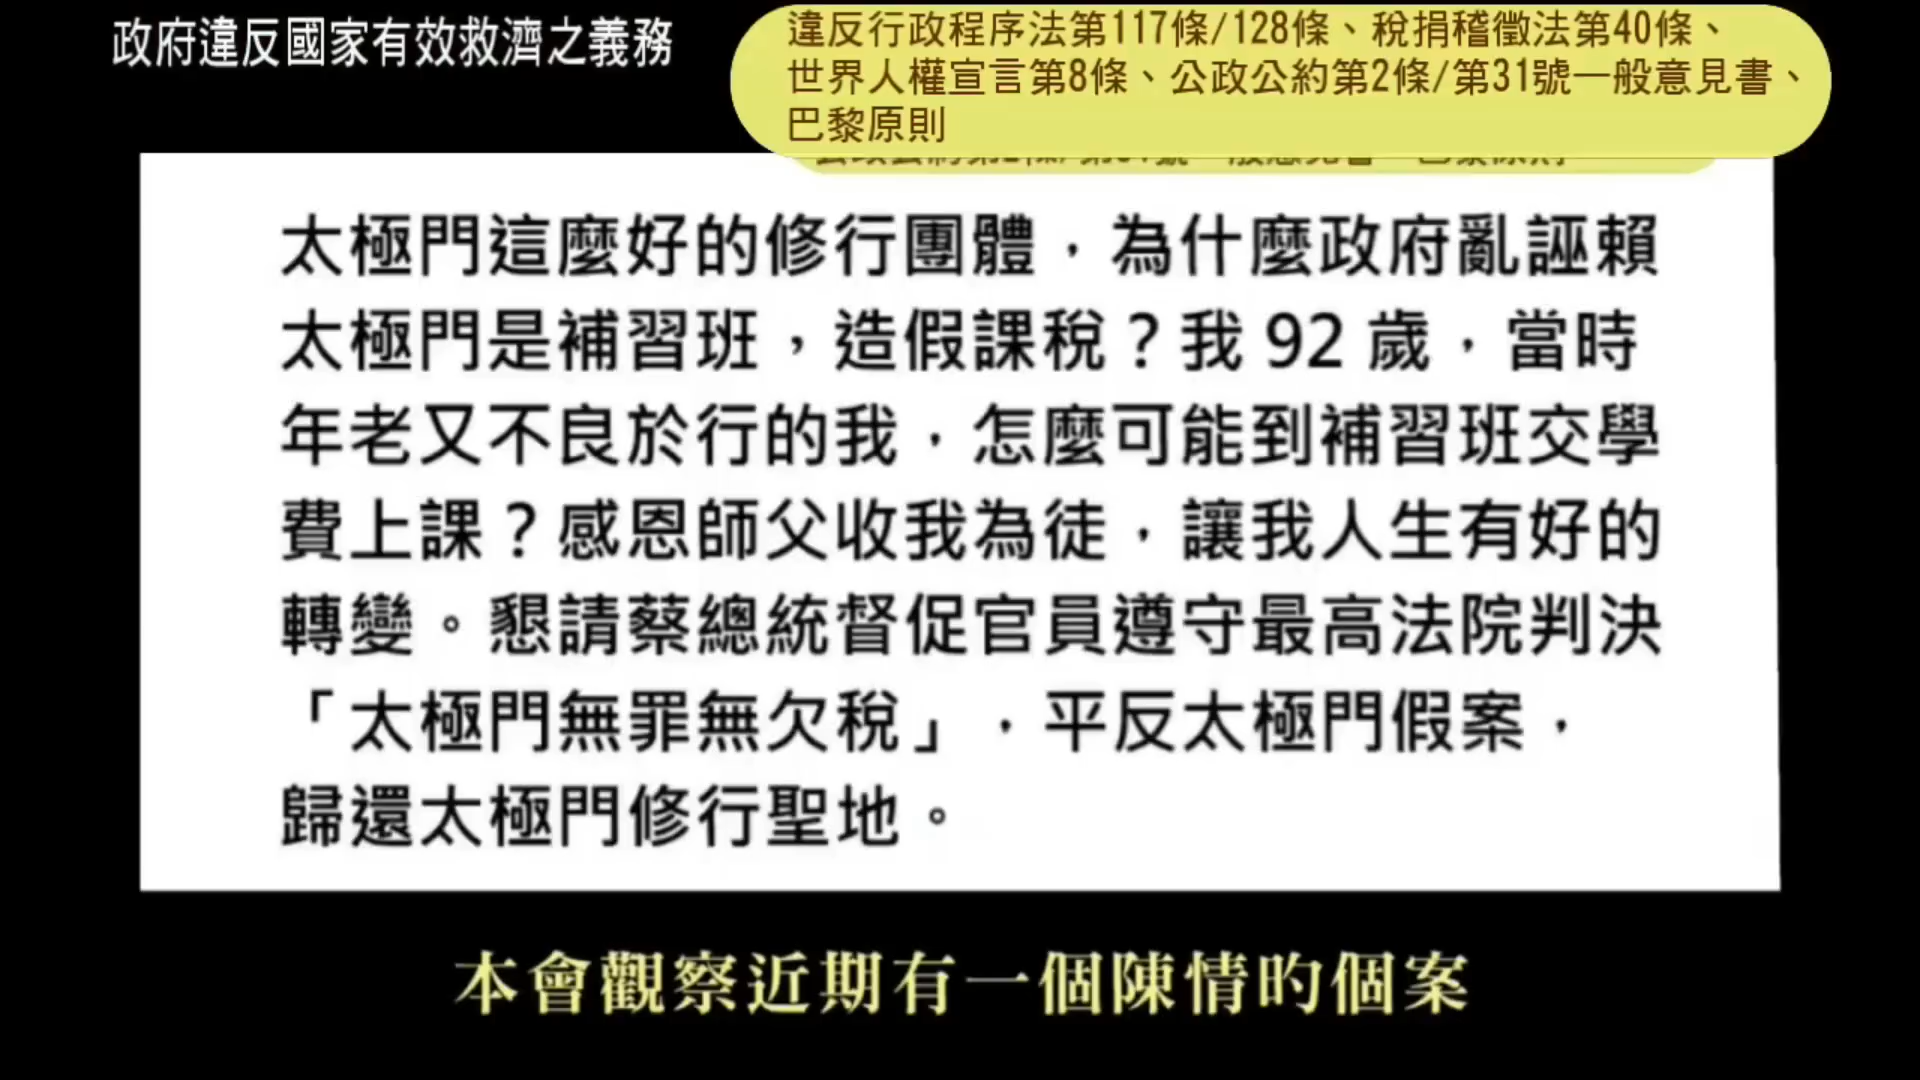 政府違反國家有效救濟之義務
違反行政程序法第117條/128條、稅捐稽徵法第40條、
世界人權宣言第8條、公政公約第2條/第31號一般意見書、
巴黎原則
太極門這麼好的修行團體，為什麼政府亂誣賴
太極門是補習班，造假課稅？我 92 歲，當時
年老又不良於行的我，怎麼可能到補習班交學
費上課？感恩師父收我為徒，讓我人生有好的
轉變。懇請蔡總統督促官員遵守最高法院判決
「太極門無罪無欠稅」，平反太極門假案，
歸還太極門修行聖地。
本會觀察近期有一個陳情的個案